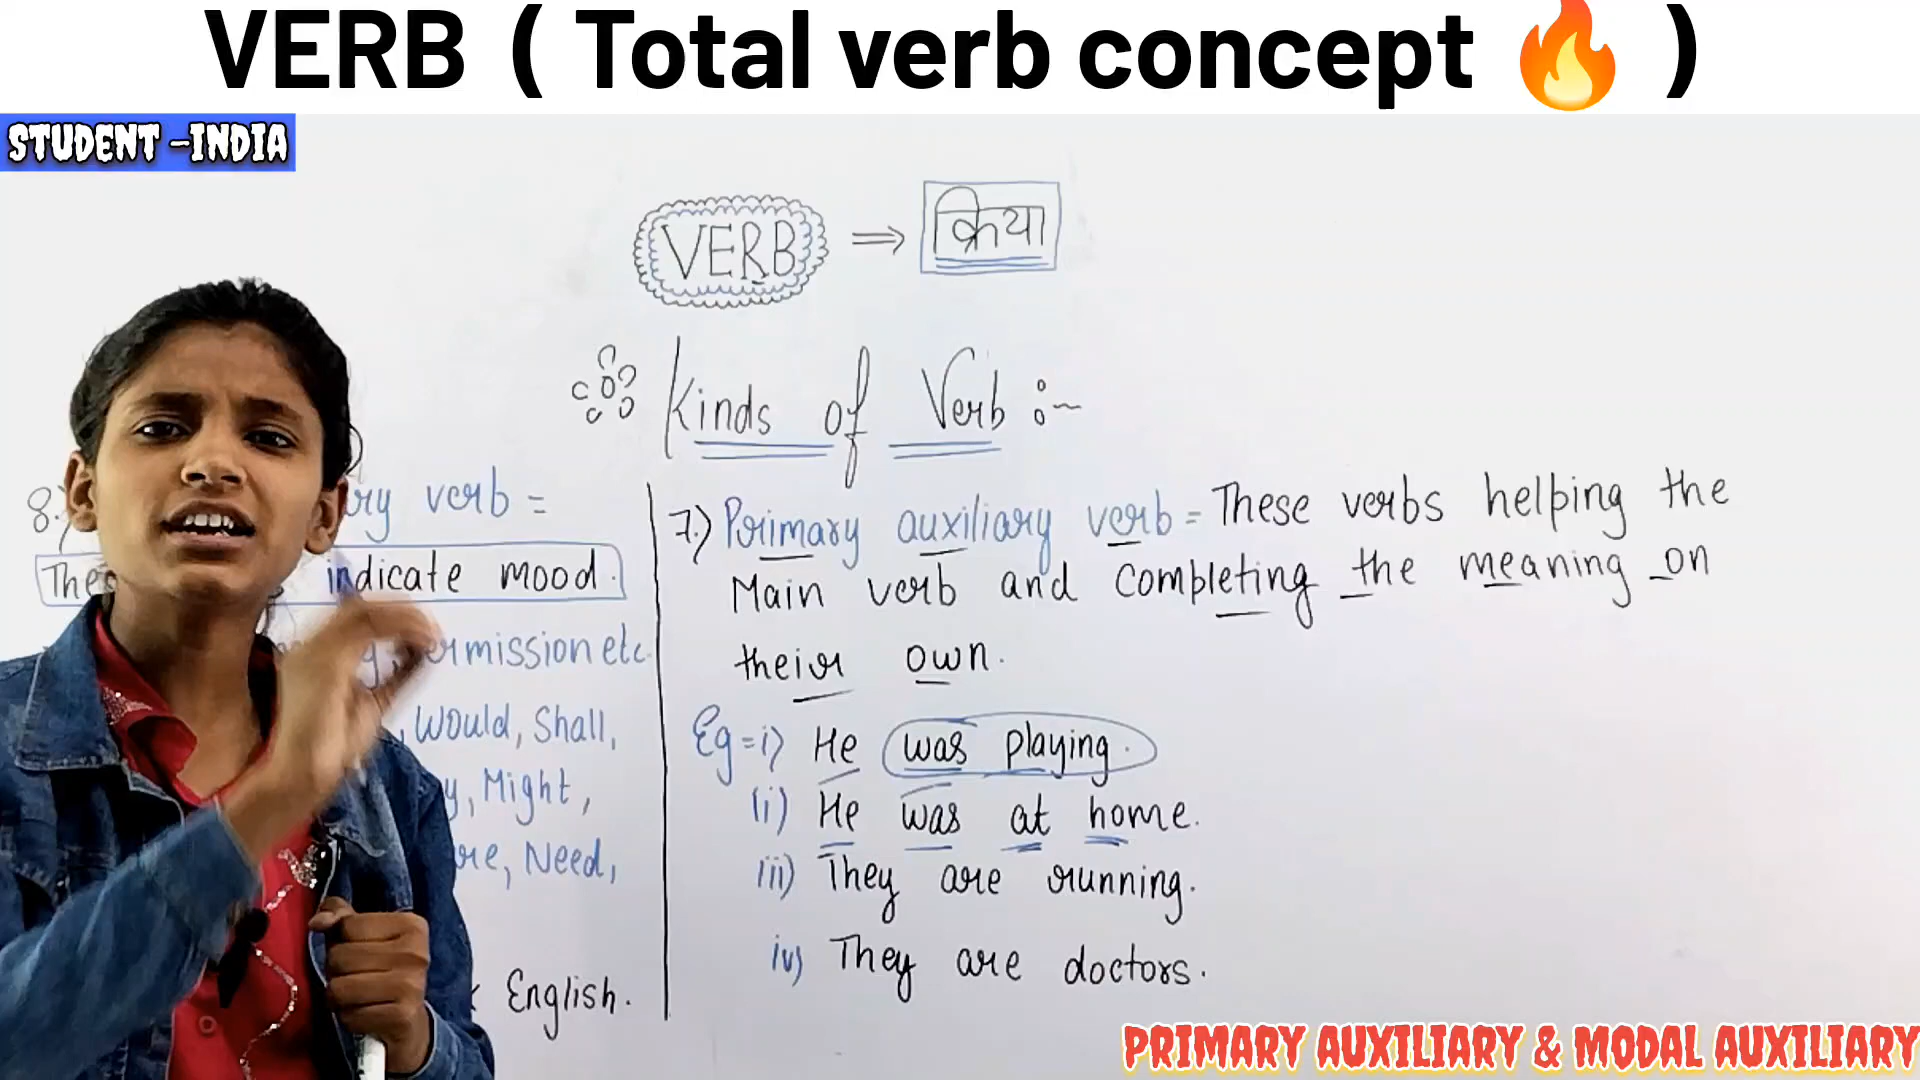 VERB ( Total verb concept 🔥 )
STUDENT -INDIA
VERB ⇒ क्रिया
Kinds of Verb :~
7.) Primary auxiliary verb = These verbs helping the
Main verb and completing the meaning on
their own.
Eg = i) He was playing.
(ii) He was at home.
iii) They are running.
iv) They are doctors.
8.) verb =
indicate mood.
etc.
, Would, Shall,
, Might,
, Need,
English.
PRIMARY AUXILIARY & MODAL AUXILIARY